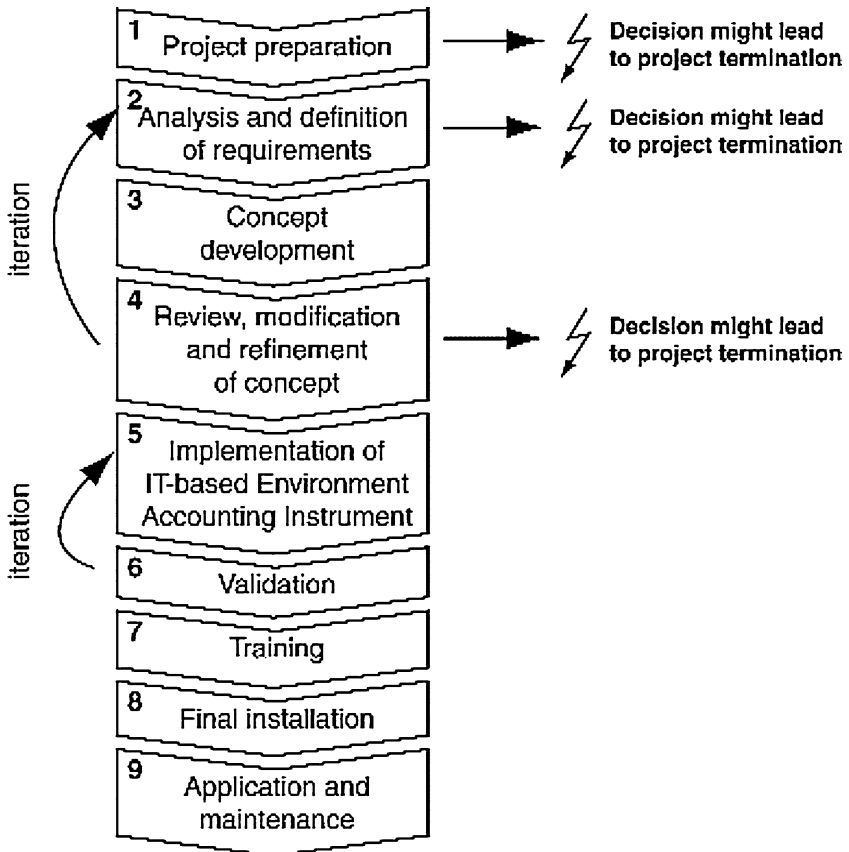 1
Project preparation
Decision might lead
to project termination
2
Analysis and definition
of requirements
Decision might lead
to project termination
iteration
3
Concept
development
4
Review, modification
and refinement
of concept
Decision might lead
to project termination
5
Implementation of
IT-based Environment
Accounting Instrument
iteration
6
Validation
7
Training
8
Final installation
9
Application and
maintenance